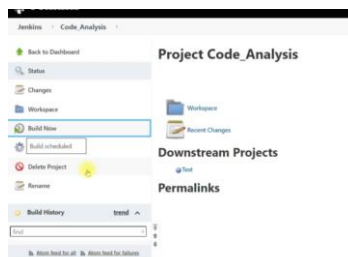 Jenkins Code_Analysis
Back to Dashboard
Status
Changes
Workspace
Build Now
Build scheduled
Delete Project
Rename
Build History trend
find
Atom feed for all Atom feed for failures
Project Code_Analysis
Workspace
Recent Changes
Downstream Projects
Test
Permalinks